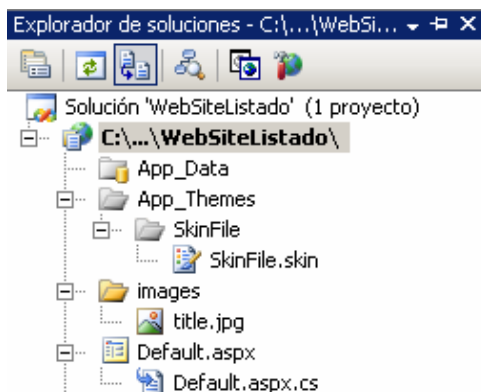 Explorador de soluciones - C:\...\WebSi...
Solución 'WebSiteListado' (1 proyecto)
C:\...\WebSiteListado\
App_Data
App_Themes
SkinFile
SkinFile.skin
images
title.jpg
Default.aspx
Default.aspx.cs